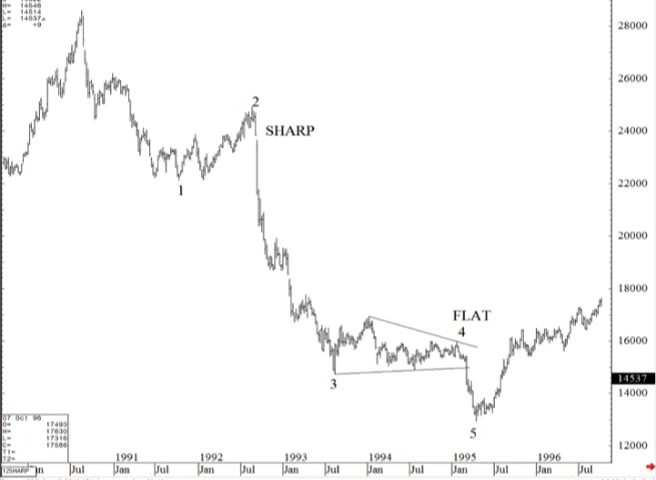 H= 14546
L= 14514
L= 14537
A= +9
28000
26000
2
24000
SHARP
22000
1
20000
18000
FLAT
4
16000
3
14537
14000
5
12000
07 Oct 96
O= 17493
H= 17630
L= 17316
C= 17586
T1=
T2=
1991 1992 1993 1994 1995 1996
Jul Jan Jul Jan Jul Jan Jul Jan Jul Jan Jul Jan Jul